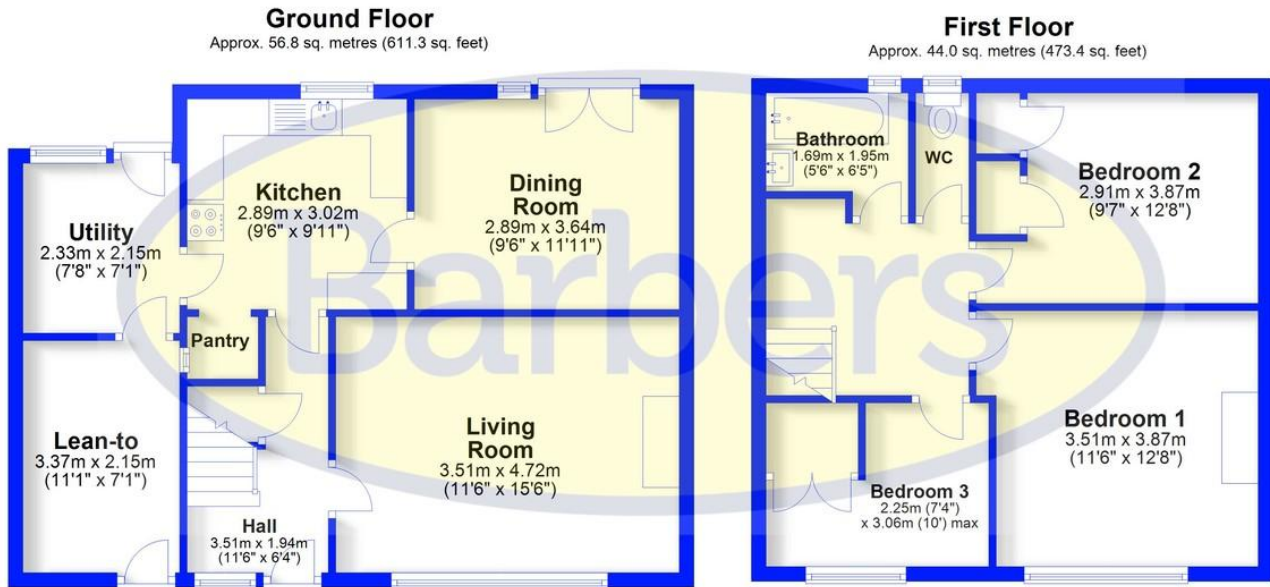 Ground Floor
Approx. 56.8 sq. metres (611.3 sq. feet)
Kitchen
2.89m x 3.02m
(9'6" x 9'11")
Dining
Room
2.89m x 3.64m
(9'6" x 11'11")
Utility
2.33m x 2.15m
(7'8" x 7'1")
Pantry
Lean-to
3.37m x 2.15m
(11'1" x 7'1")
Living
Room
3.51m x 4.72m
(11'6" x 15'6")
Hall
3.51m x 1.94m
(11'6" x 6'4")
First Floor
Approx. 44.0 sq. metres (473.4 sq. feet)
Bathroom
1.69m x 1.95m
(5'6" x 6'5")
WC
Bedroom 2
2.91m x 3.87m
(9'7" x 12'8")
Bedroom 1
3.51m x 3.87m
(11'6" x 12'8")
Bedroom 3
2.25m (7'4")
x 3.06m (10') max
Barbers